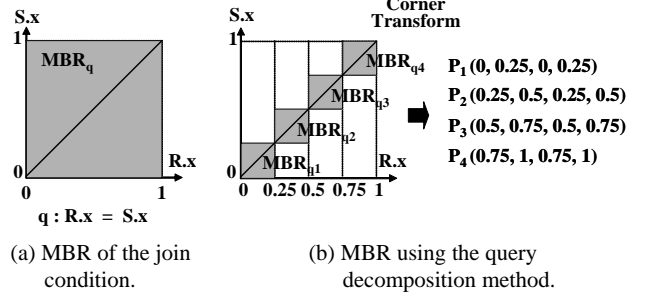 S.x
1
MBRq
0
R.x
0
1
q : R.x = S.x
(a) MBR of the join
condition.
S.x
1
MBRq4
MBRq3
MBRq2
MBRq1
R.x
0
0 0.25 0.5 0.75 1
Corner
Transform
P1 (0, 0.25, 0, 0.25)
P2 (0.25, 0.5, 0.25, 0.5)
P3 (0.5, 0.75, 0.5, 0.75)
P4 (0.75, 1, 0.75, 1)
(b) MBR using the query
decomposition method.